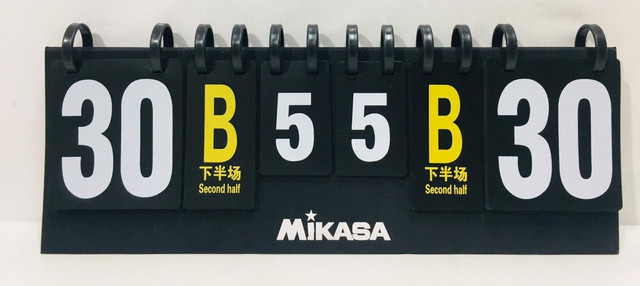 30 B 5 5 B 30
下半场 下半场
Second half Second half
MiKASA